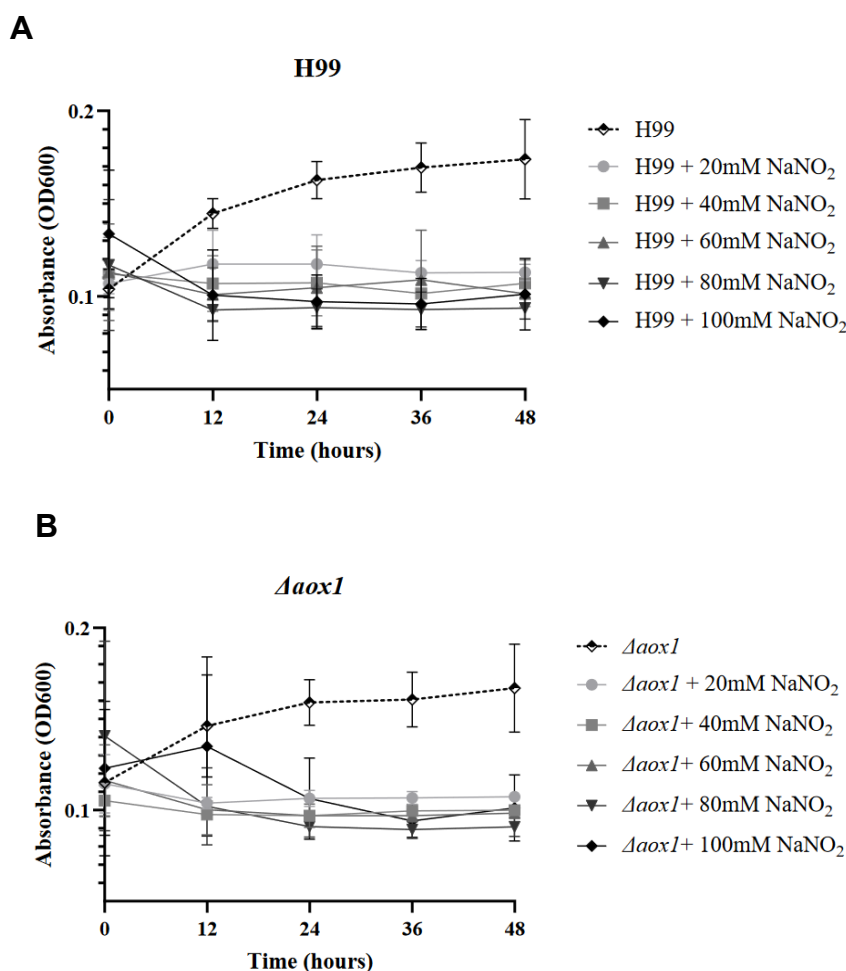 A
H99
0.2
0.1
Absorbance (OD600)
0 12 24 36 48
Time (hours)
H99
H99 + 20mM NaNO₂
H99 + 40mM NaNO₂
H99 + 60mM NaNO₂
H99 + 80mM NaNO₂
H99 + 100mM NaNO₂
B
Δaox1
0.2
0.1
Absorbance (OD600)
0 12 24 36 48
Time (hours)
Δaox1
Δaox1 + 20mM NaNO₂
Δaox1+ 40mM NaNO₂
Δaox1+ 60mM NaNO₂
Δaox1+ 80mM NaNO₂
Δaox1+ 100mM NaNO₂